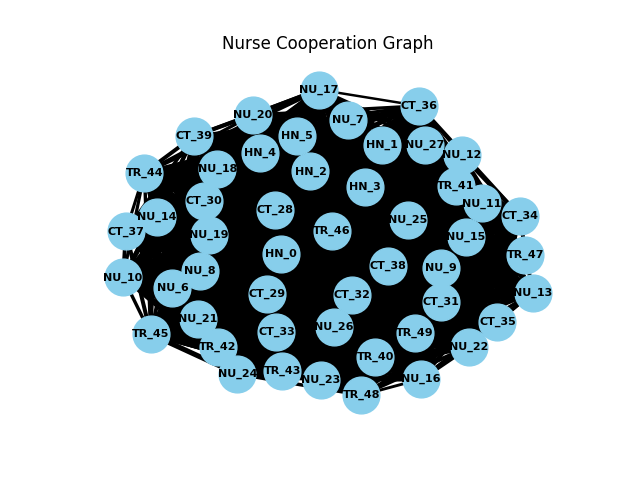 Nurse Cooperation Graph
NU_17
CT_36
NU_20
NU_7
CT_39
HN_5
HN_1
NU_27
HN_4
NU_12
NU_18
HN_2
TR_44
HN_3
TR_41
CT_30
NU_11
CT_28
NU_14
CT_34
NU_25
CT_37
NU_19
TR_46
NU_15
HN_0
TR_47
CT_38
NU_9
NU_8
NU_10
NU_6
CT_29
CT_32
NU_13
CT_31
NU_21
CT_35
NU_26
CT_33
TR_49
TR_45
TR_42
NU_22
TR_40
TR_43
NU_24
NU_23
NU_16
TR_48